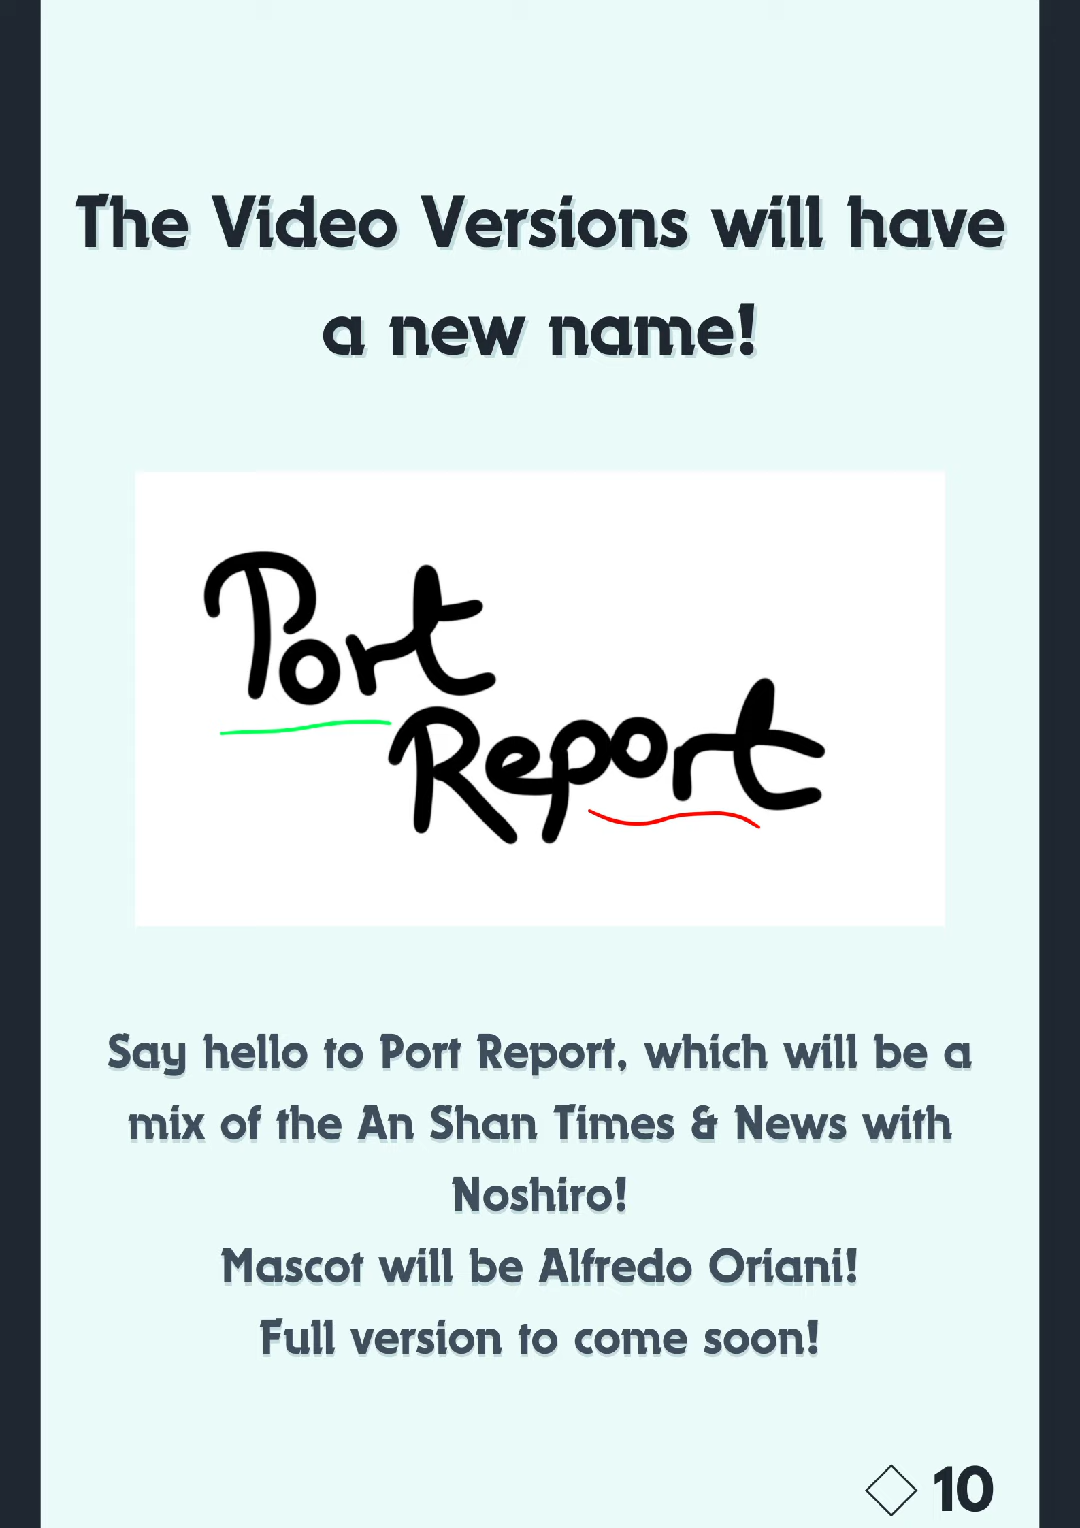 The Video Versions will have
a new name!
Port
Report
Say hello to Port Report, which will be a
mix of the An Shan Times & News with
Noshiro!
Mascot will be Alfredo Oriani!
Full version to come soon!
10